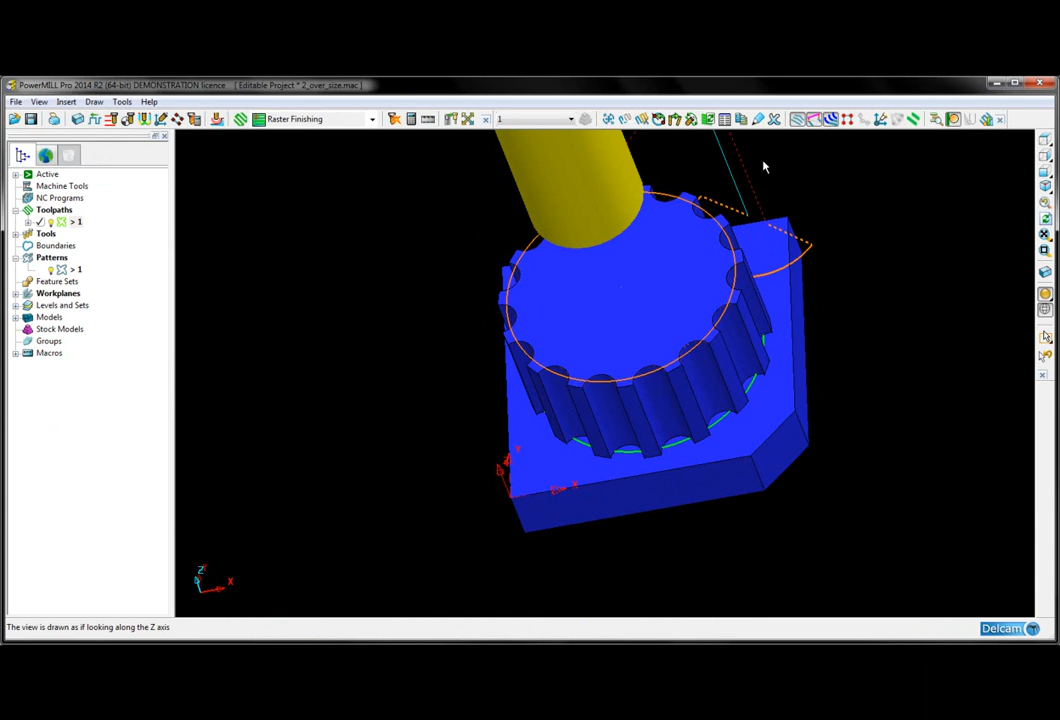 PowerMILL Pro 2014 R2 (64-bit) DEMONSTRATION licence   [ Editable Project * 2_over_size.mac ]
File View Insert Draw Tools Help
Raster Finishing 1
Active
Machine Tools
NC Programs
Toolpaths
> 1
Tools
Boundaries
Patterns
> 1
Feature Sets
Workplanes
Levels and Sets
Models
Stock Models
Groups
Macros
Y
Z
X
Z
Y
X
The view is drawn as if looking along the Z axis
Delcam